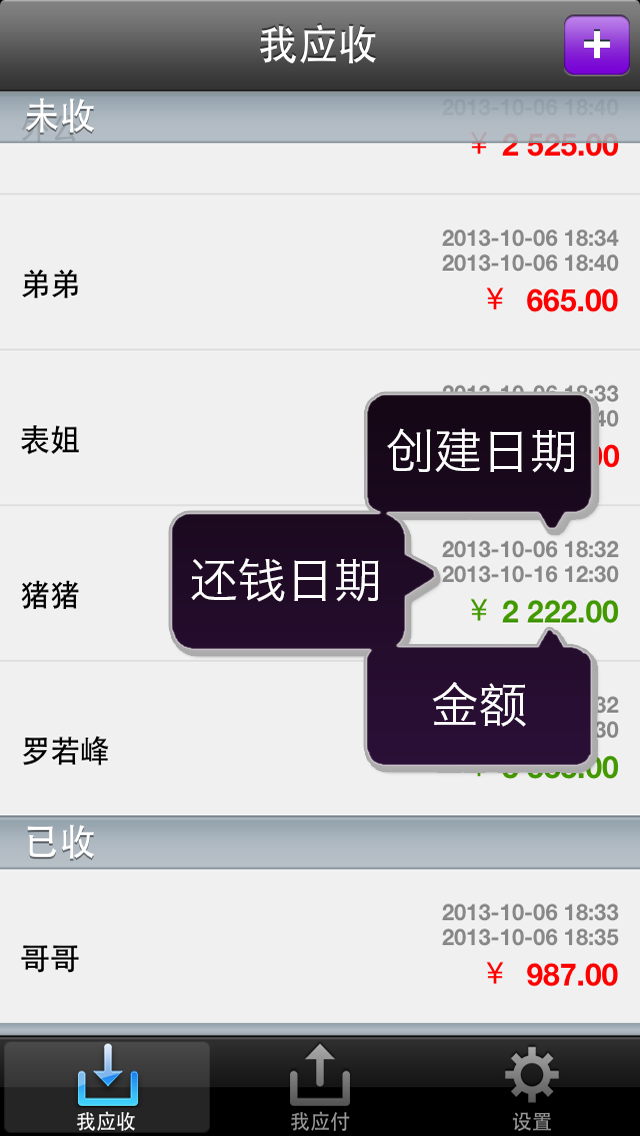 我应收
+
未收
2013-10-06 18:40
¥ 2 525.00
2013-10-06 18:34
2013-10-06 18:40
弟弟
¥ 665.00
表姐
创建日期
2013-10-06 18:32
还钱日期
2013-10-16 12:30
猪猪
¥ 2 222.00
金额
罗若峰
已收
2013-10-06 18:33
2013-10-06 18:35
哥哥
¥ 987.00
我应收
我应付
设置